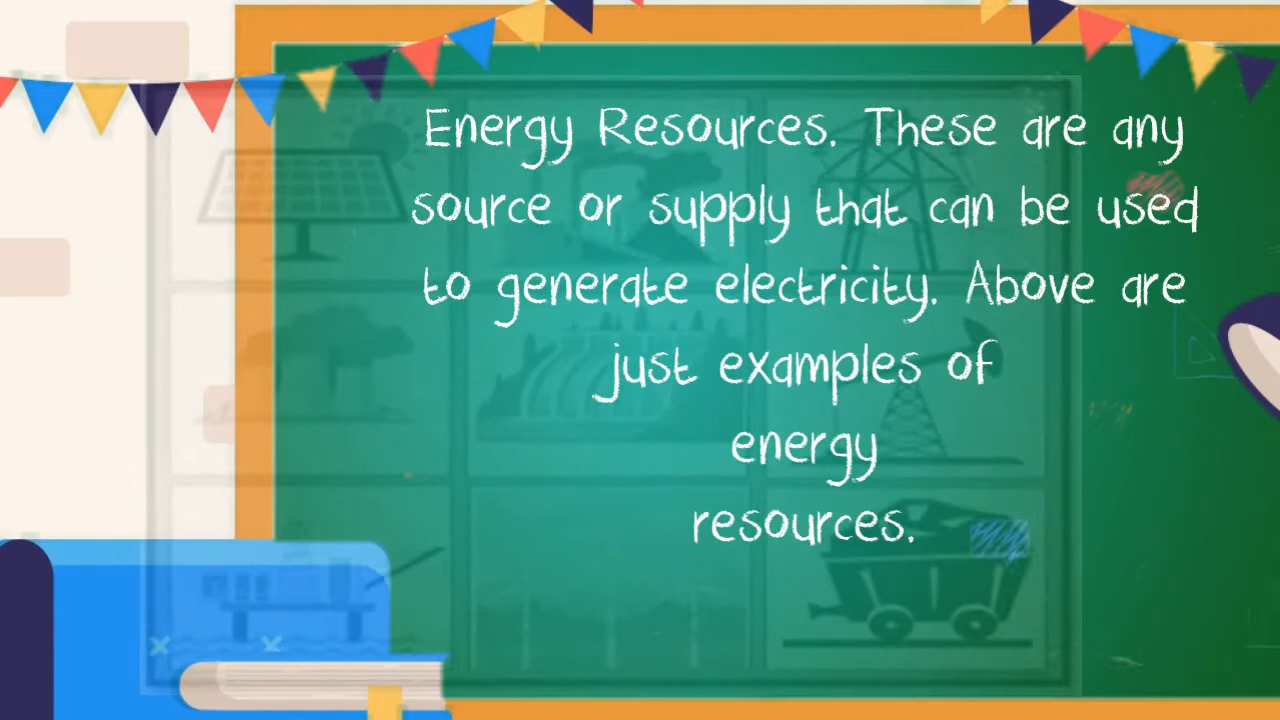 Energy Resources. These are any
source or supply that can be used
to generate electricity. Above are
just examples of
energy
resources.